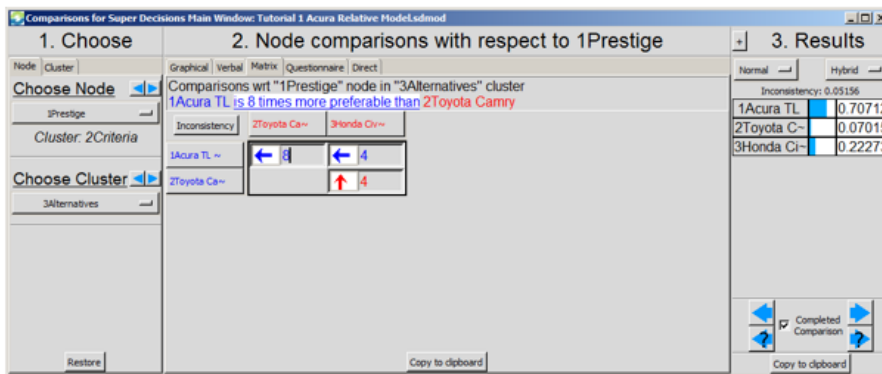 Comparisons for Super Decisions Main Window: Tutorial 1 Acura Relative Model.sdmod
1. Choose
2. Node comparisons with respect to 1Prestige
+ 3. Results
Node Cluster
Graphical Verbal Matrix Questionnaire Direct
Normal Hybrid
Choose Node
1Prestige
Cluster: 2Criteria
Choose Cluster
3Alternatives
Restore
Comparisons wrt "1Prestige" node in "3Alternatives" cluster
1Acura TL is 8 times more preferable than 2Toyota Camry
Inconsistency 2Toyota Ca~ 3Honda Civ~
1Acura TL ~ 8 4
2Toyota Ca~ 4
Copy to clipboard
Inconsistency: 0.05156
1Acura TL 0.7071
2Toyota C~ 0.0701
3Honda Ci~ 0.2227
Completed
Comparison
Copy to clipboard